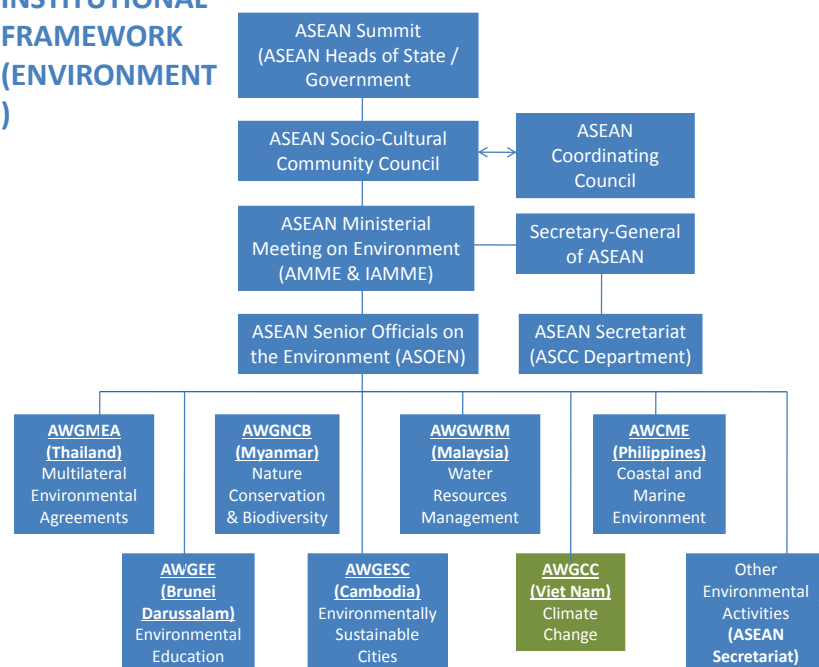 INSTITUTIONAL
FRAMEWORK
(ENVIRONMENT
)
ASEAN Summit
(ASEAN Heads of State /
Government
ASEAN Socio-Cultural
Community Council
ASEAN
Coordinating
Council
ASEAN Ministerial
Meeting on Environment
(AMME & IAMME)
Secretary-General
of ASEAN
ASEAN Senior Officials on
the Environment (ASOEN)
ASEAN Secretariat
(ASCC Department)
AWGMEA
(Thailand)
Multilateral
Environmental
Agreements
AWGNCB
(Myanmar)
Nature
Conservation
& Biodiversity
AWGWRM
(Malaysia)
Water
Resources
Management
AWCME
(Philippines)
Coastal and
Marine
Environment
AWGEE
(Brunei
Darussalam)
Environmental
Education
AWGESC
(Cambodia)
Environmentally
Sustainable
Cities
AWGCC
(Viet Nam)
Climate
Change
Other
Environmental
Activities
(ASEAN
Secretariat)